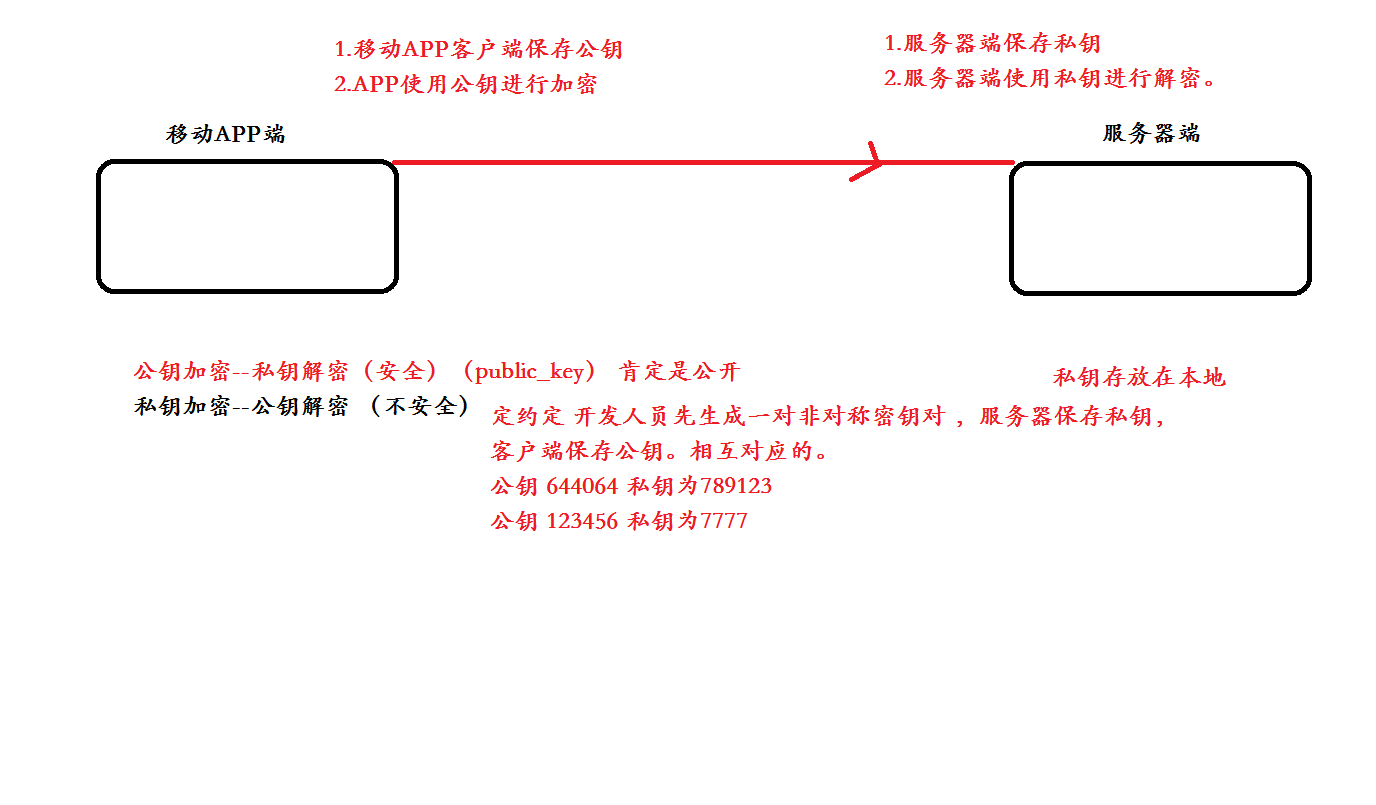 1.移动APP客户端保存公钥
2.APP使用公钥进行加密
1.服务器端保存私钥
2.服务器端使用私钥进行解密。
移动APP端
服务器端
公钥加密--私钥解密（安全）（public_key） 肯定是公开
私钥加密--公钥解密 （不安全）
私钥存放在本地
定约定 开发人员先生成一对非对称密钥对 ，服务器保存私钥，
客户端保存公钥。相互对应的。
公钥 644064 私钥为789123
公钥 123456 私钥为7777